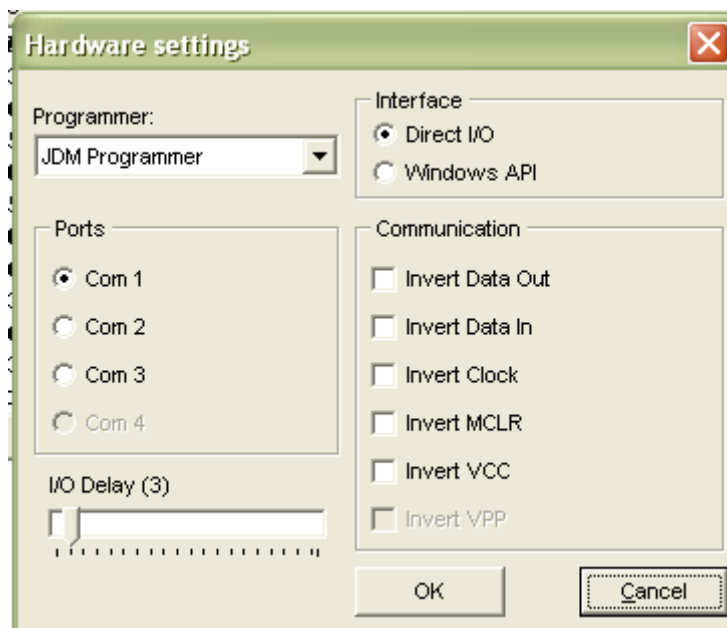 Hardware settings
Programmer:
JDM Programmer
Interface
Direct I/O
Windows API
Ports
Com 1
Com 2
Com 3
Com 4
Communication
Invert Data Out
Invert Data In
Invert Clock
Invert MCLR
Invert VCC
Invert VPP
I/O Delay (3)
OK
Cancel